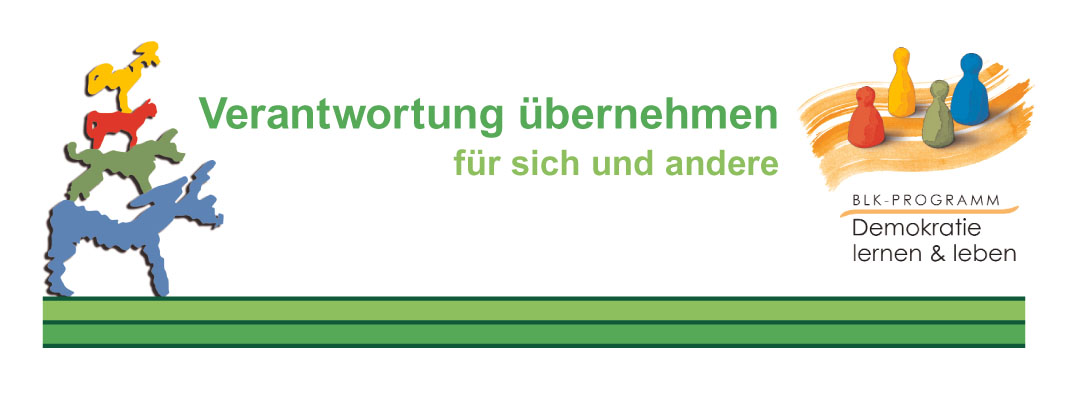 Verantwortung übernehmen
für sich und andere
BLK-PROGRAMM
Demokratie
lernen & leben